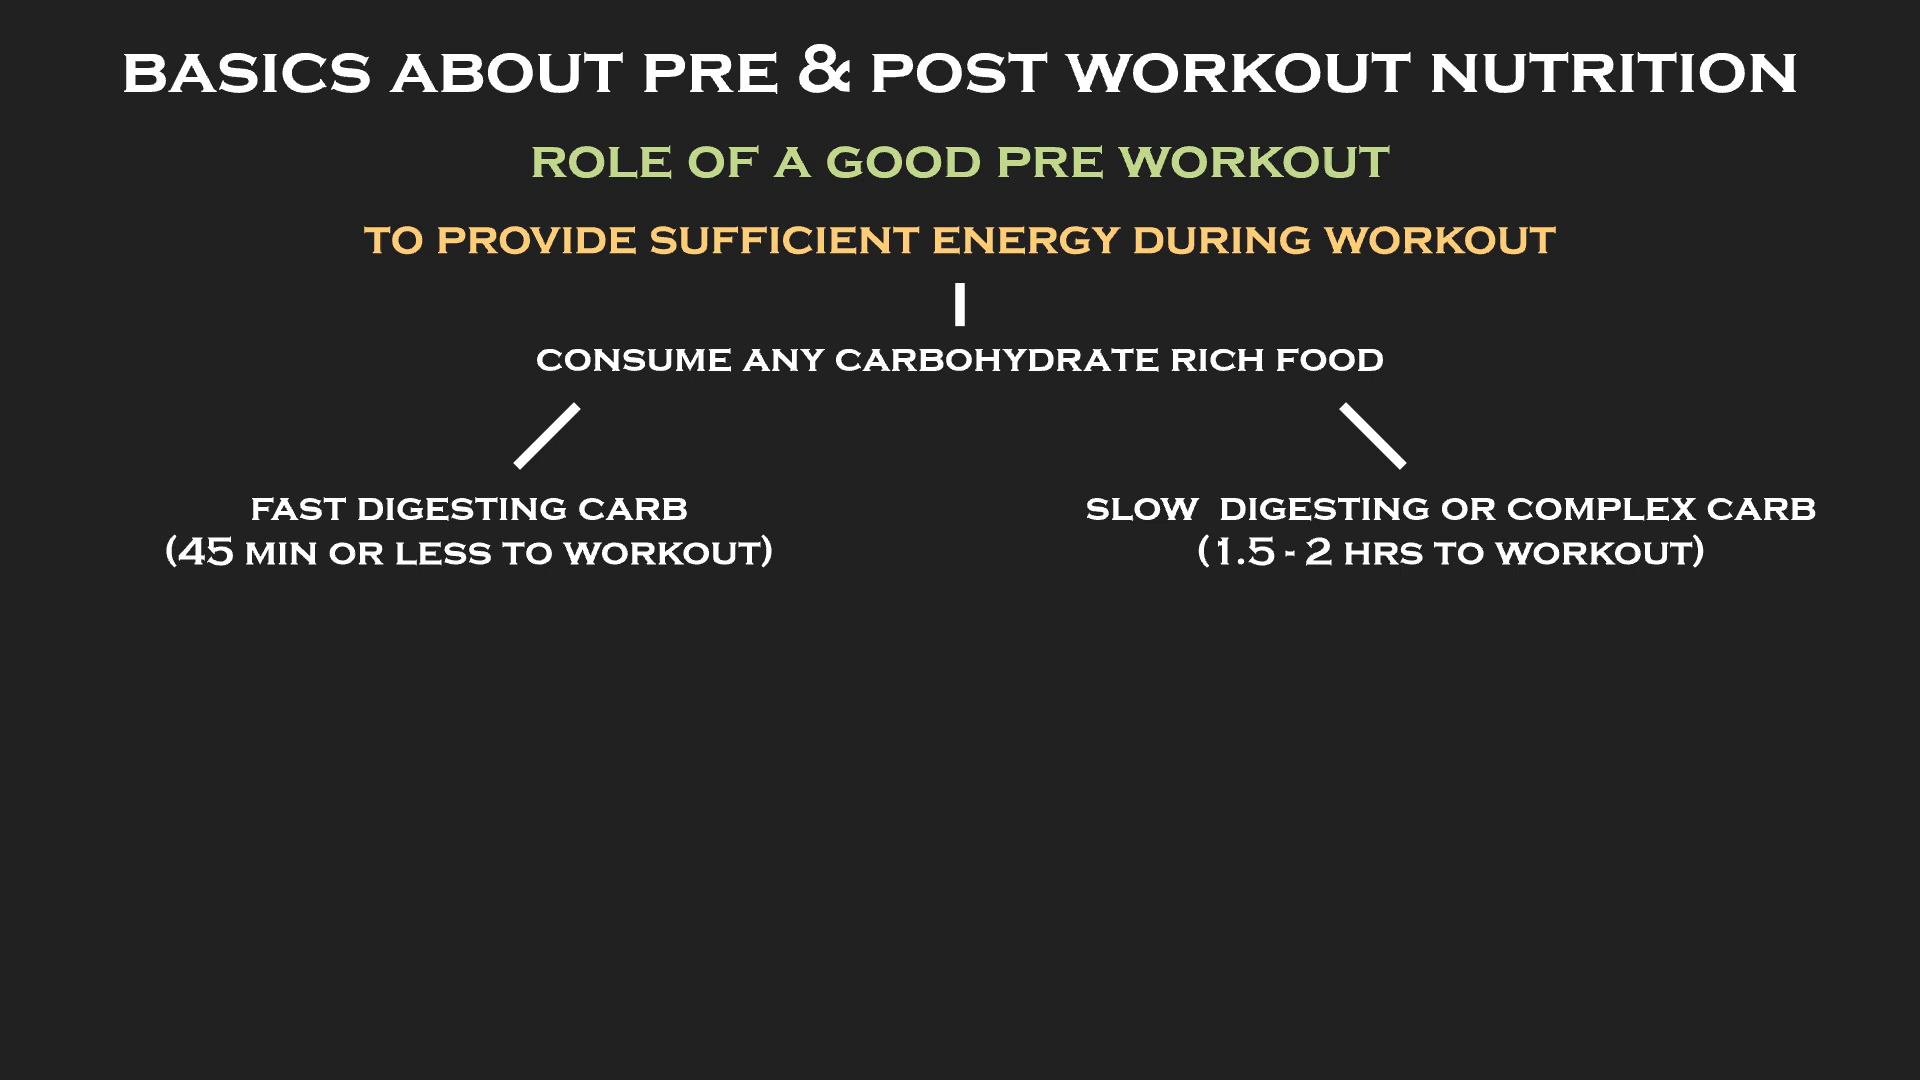 BASICS ABOUT PRE & POST WORKOUT NUTRITION
ROLE OF A GOOD PRE WORKOUT
TO PROVIDE SUFFICIENT ENERGY DURING WORKOUT
CONSUME ANY CARBOHYDRATE RICH FOOD
FAST DIGESTING CARB
(45 MIN OR LESS TO WORKOUT)
SLOW DIGESTING OR COMPLEX CARB
(1.5 - 2 HRS TO WORKOUT)